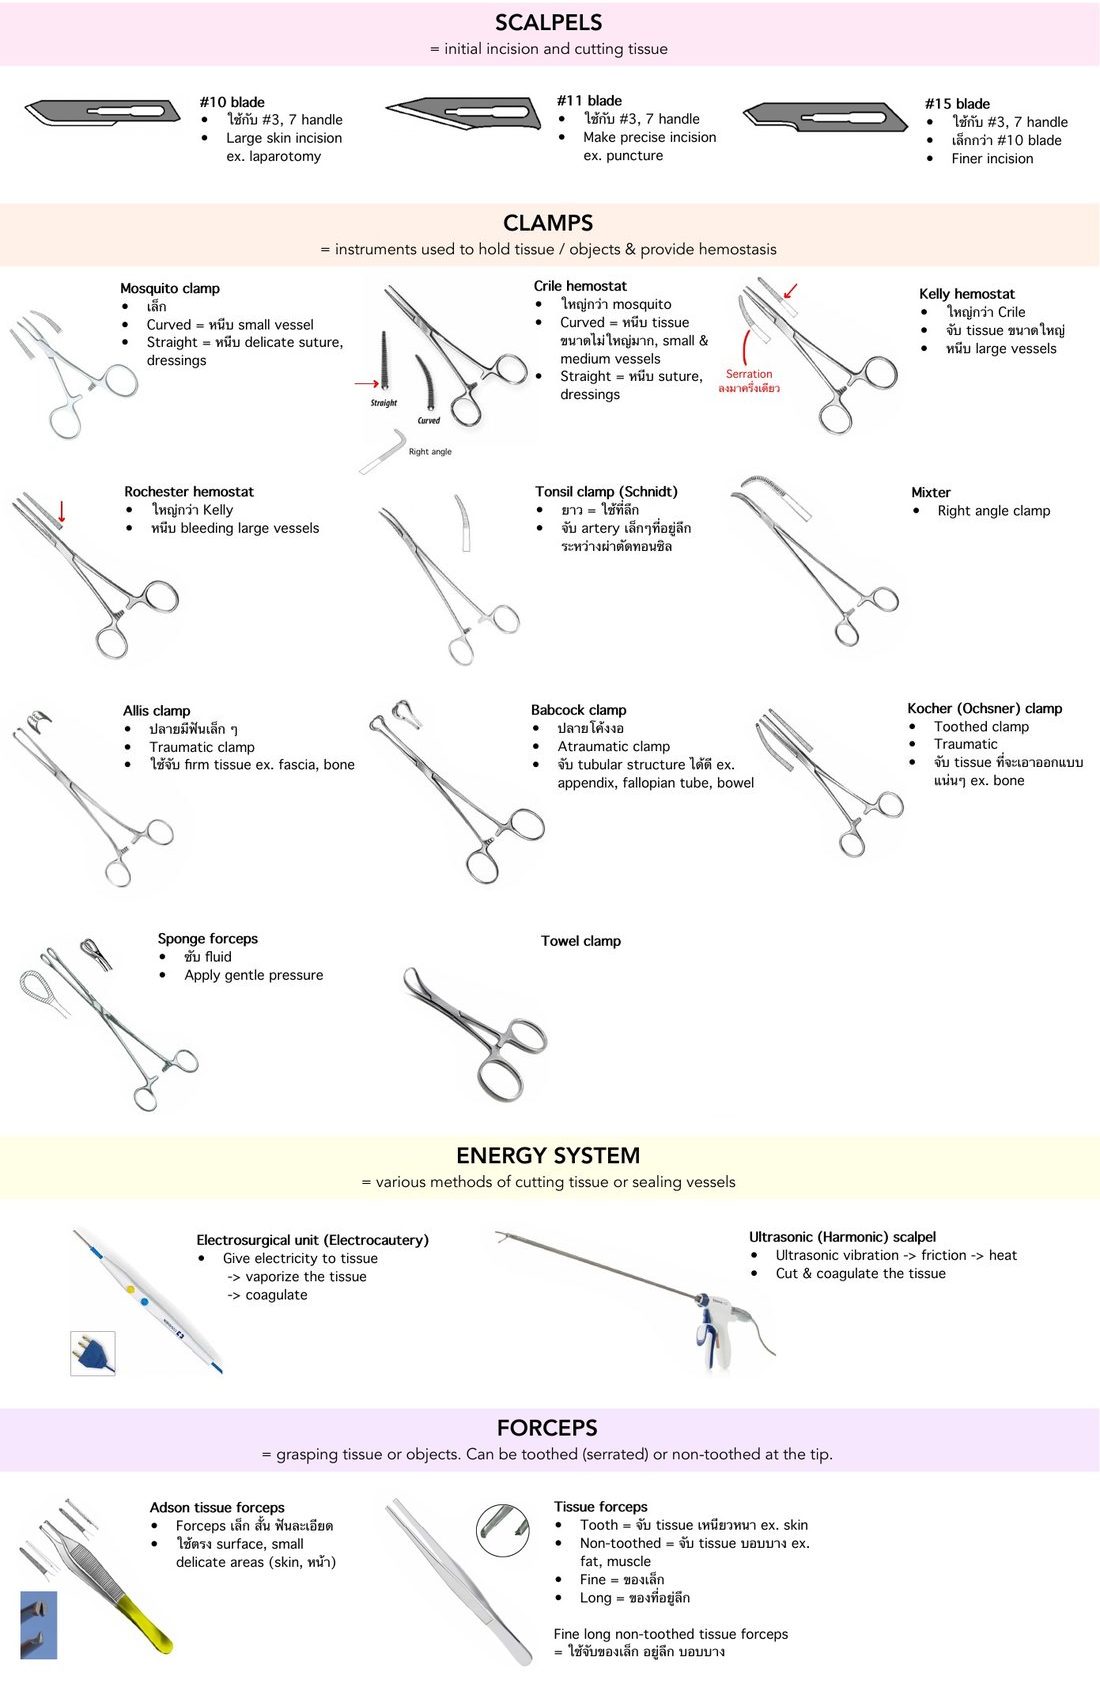 SCALPELS
= initial incision and cutting tissue
#10 blade
• ใช้กับ #3, 7 handle
• Large skin incision
ex. laparotomy
#11 blade
• ใช้กับ #3, 7 handle
• Make precise incision
ex. puncture
#15 blade
• ใช้กับ #3, 7 handle
• เล็กกว่า #10 blade
• Finer incision
CLAMPS
= instruments used to hold tissue / objects & provide hemostasis
Mosquito clamp
• เล็ก
• Curved = หนีบ small vessel
• Straight = หนีบ delicate suture,
dressings
Crile hemostat
• ใหญ่กว่า mosquito
• Curved = หนีบ tissue
ขนาดไม่ใหญ่มาก, small &
medium vessels
• Straight = หนีบ suture,
dressings
Straight
Curved
Right angle
Kelly hemostat
• ใหญ่กว่า Crile
• จับ tissue ขนาดใหญ่
• หนีบ large vessels
Serration
ลงมาครึ่งเดียว
Rochester hemostat
• ใหญ่กว่า Kelly
• หนีบ bleeding large vessels
Tonsil clamp (Schnidt)
• ยาว = ใช้ที่ลึก
• จับ artery เล็กๆที่อยู่ลึก
ระหว่างผ่าตัดทอนซิล
Mixter
• Right angle clamp
Allis clamp
• ปลายมีฟันเล็ก ๆ
• Traumatic clamp
• ใช้จับ firm tissue ex. fascia, bone
Babcock clamp
• ปลายโค้งงอ
• Atraumatic clamp
• จับ tubular structure ได้ดี ex.
appendix, fallopian tube, bowel
Kocher (Ochsner) clamp
• Toothed clamp
• Traumatic
• จับ tissue ที่จะเอาออกแบบ
แน่นๆ ex. bone
Sponge forceps
• ซับ fluid
• Apply gentle pressure
Towel clamp
ENERGY SYSTEM
= various methods of cutting tissue or sealing vessels
Electrosurgical unit (Electrocautery)
• Give electricity to tissue
-> vaporize the tissue
-> coagulate
Ultrasonic (Harmonic) scalpel
• Ultrasonic vibration -> friction -> heat
• Cut & coagulate the tissue
FORCEPS
= grasping tissue or objects. Can be toothed (serrated) or non-toothed at the tip.
Adson tissue forceps
• Forceps เล็ก สั้น ฟันละเอียด
• ใช้ตรง surface, small
delicate areas (skin, หน้า)
Tissue forceps
• Tooth = จับ tissue เหนียวหนา ex. skin
• Non-toothed = จับ tissue บอบบาง ex.
fat, muscle
• Fine = ของเล็ก
• Long = ของที่อยู่ลึก
Fine long non-toothed tissue forceps
= ใช้จับของเล็ก อยู่ลึก บอบบาง